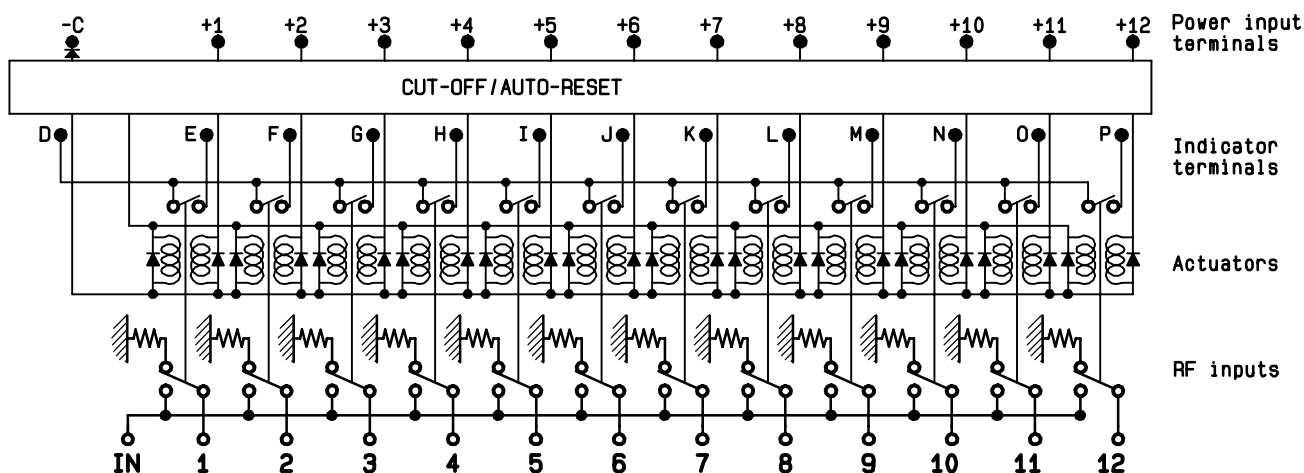 -C +1 +2 +3 +4 +5 +6 +7 +8 +9 +10 +11 +12
Power input
terminals
CUT-OFF/AUTO-RESET
D E F G H I J K L M N O P
Indicator
terminals
Actuators
RF inputs
IN 1 2 3 4 5 6 7 8 9 10 11 12